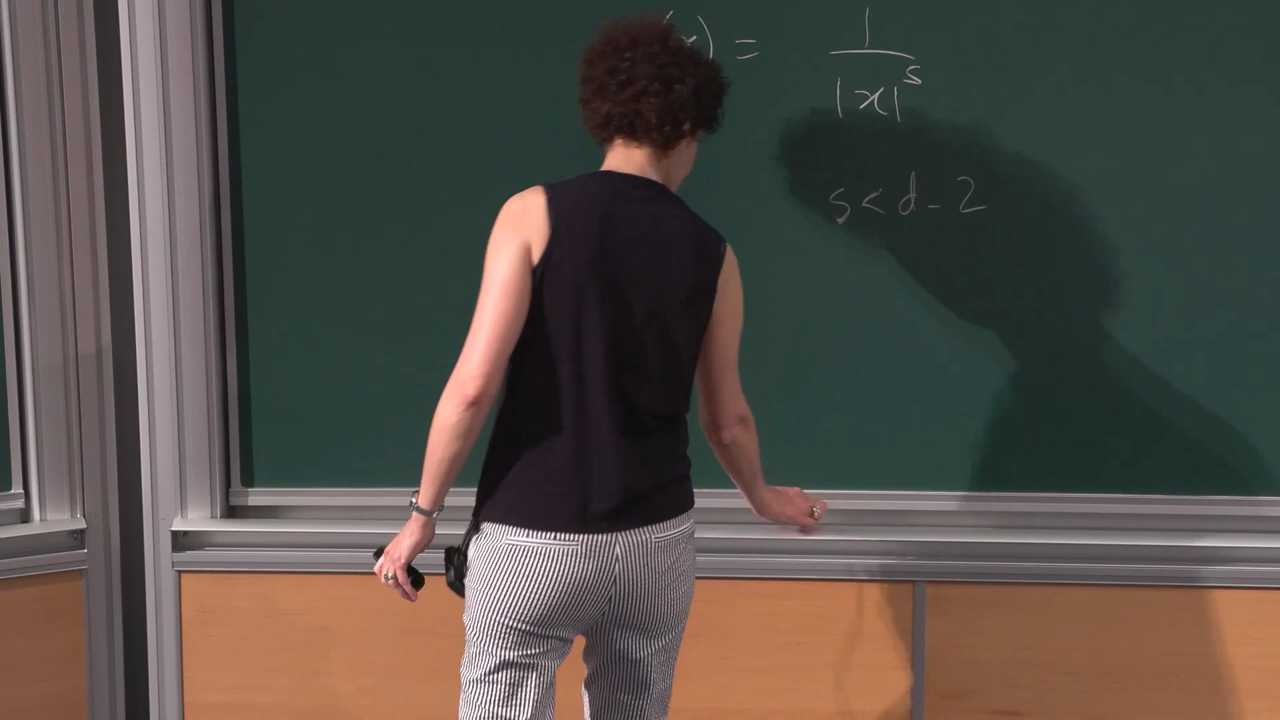 (x) = 1 / |x|^s
s < d - 2